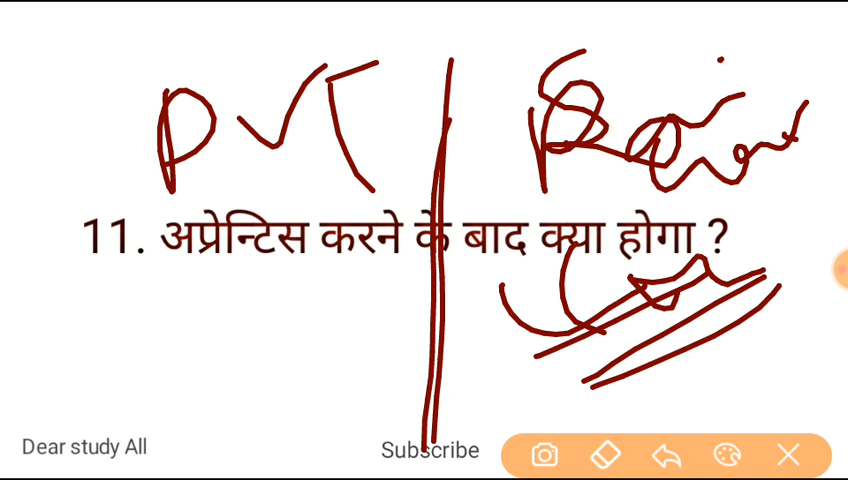 PVT
11. अप्रेन्टिस करने के बाद क्या होगा ?
Dear study All
Subscribe